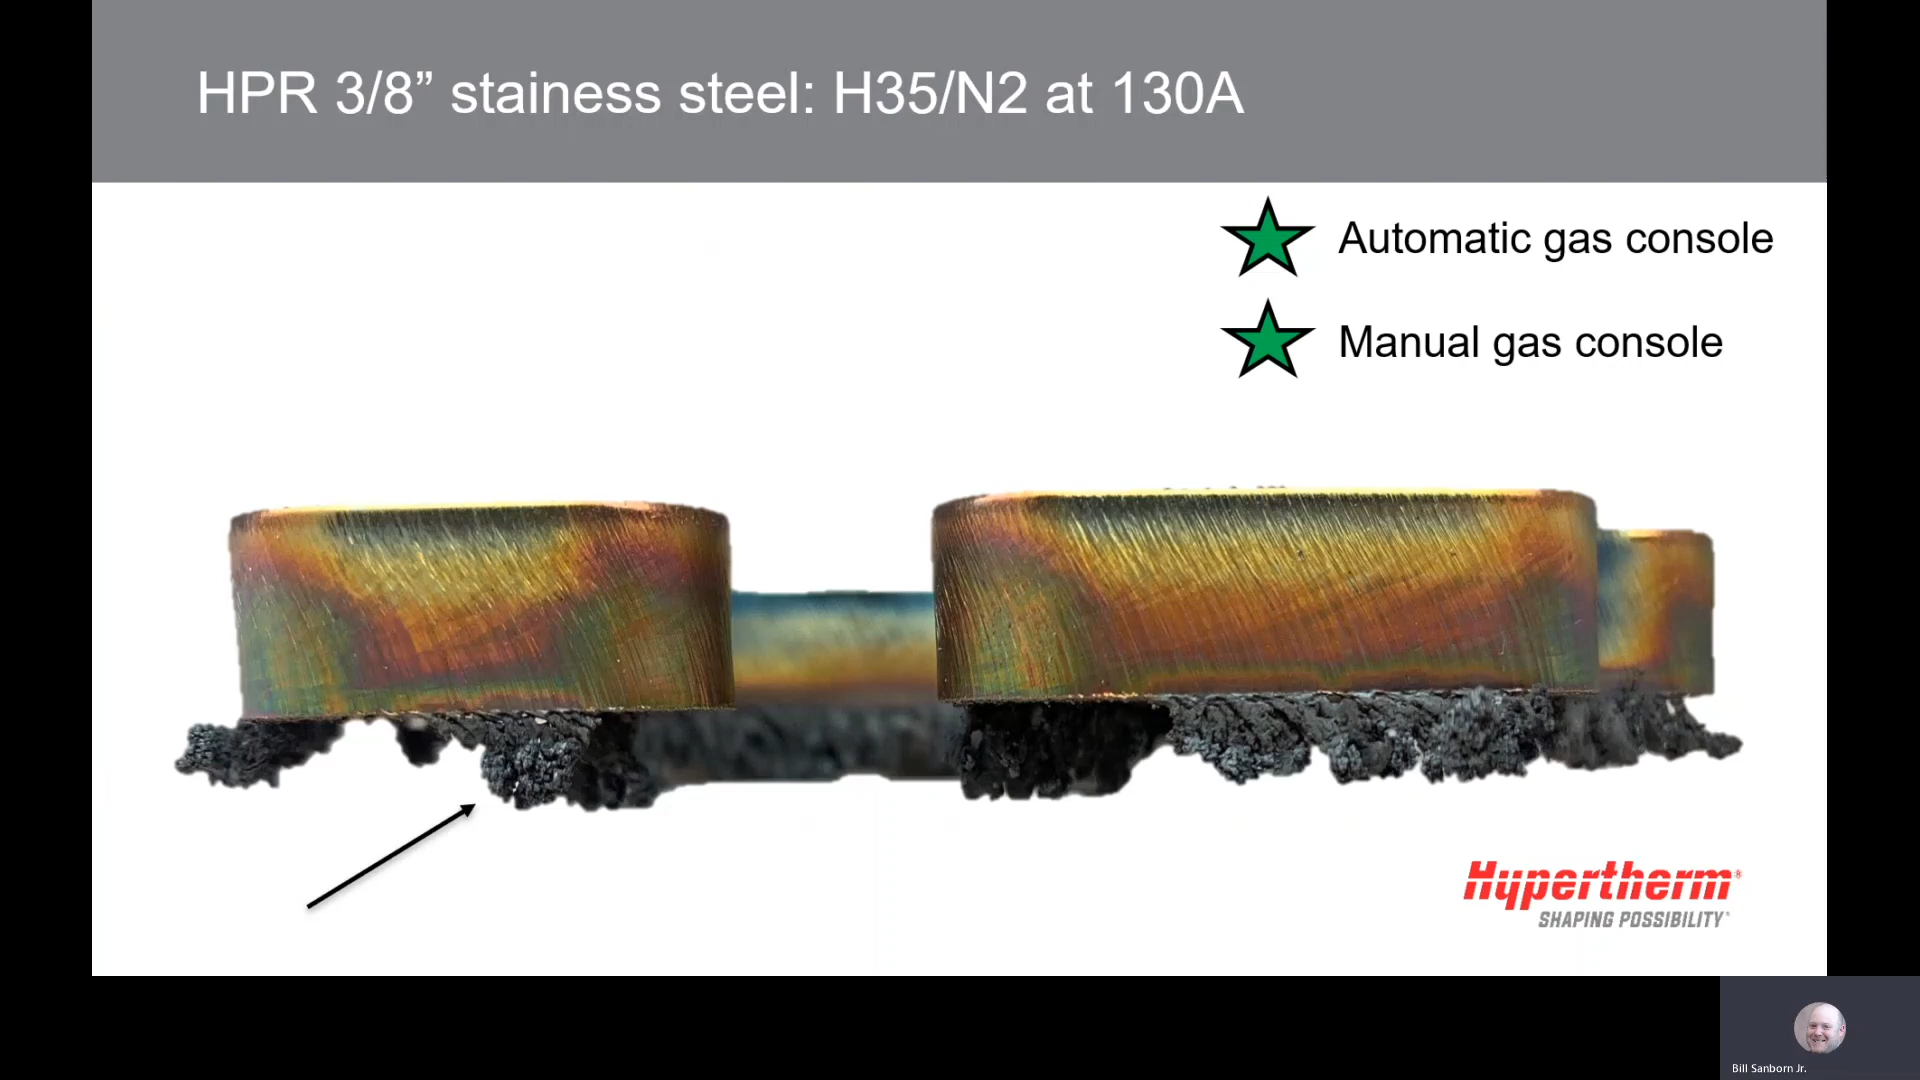 HPR 3/8” stainess steel: H35/N2 at 130A
Automatic gas console
Manual gas console
Hypertherm®
SHAPING POSSIBILITY®
Bill Sanborn Jr.